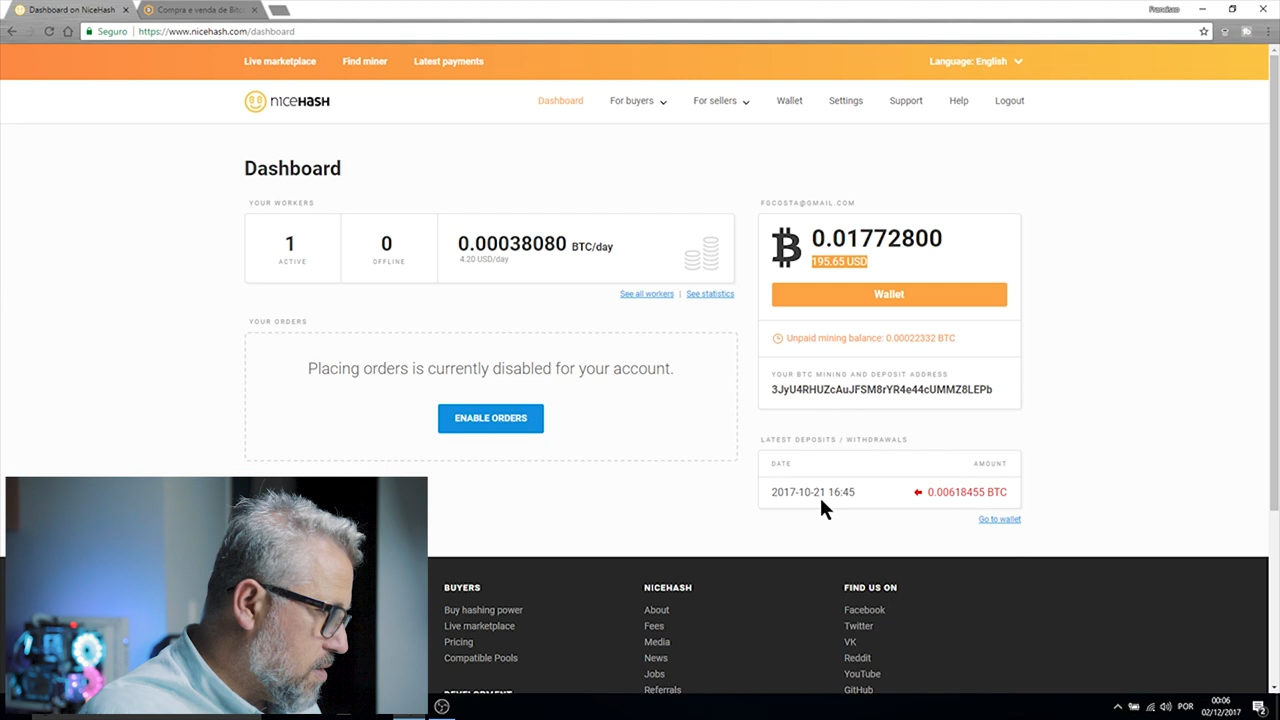 Dashboard on NiceHash
Compra e venda de Bitc
Francisco
Seguro
https://www.nicehash.com/dashboard
Live marketplace
Find miner
Latest payments
Language: English
NICEHASH
Dashboard
For buyers
For sellers
Wallet
Settings
Support
Help
Logout
Dashboard
YOUR WORKERS
1
ACTIVE
0
OFFLINE
0.00038080 BTC/day
4.20 USD/day
See all workers | See statistics
YOUR ORDERS
Placing orders is currently disabled for your account.
ENABLE ORDERS
FGCOSTA@GMAIL.COM
0.01772800
195.65 USD
Wallet
Unpaid mining balance: 0.00022332 BTC
YOUR BTC MINING AND DEPOSIT ADDRESS
3JyU4RHUZcAuJFSM8rYR4e44cUMMZ8LEPb
LATEST DEPOSITS / WITHDRAWALS
DATE AMOUNT
2017-10-21 16:45 0.00618455 BTC
Go to wallet
BUYERS
Buy hashing power
Live marketplace
Pricing
Compatible Pools
DEVELOPMENT
NICEHASH
About
Fees
Media
News
Jobs
Referrals
FIND US ON
Facebook
Twitter
VK
Reddit
YouTube
GitHub
POR
00:06
02/12/2017
2